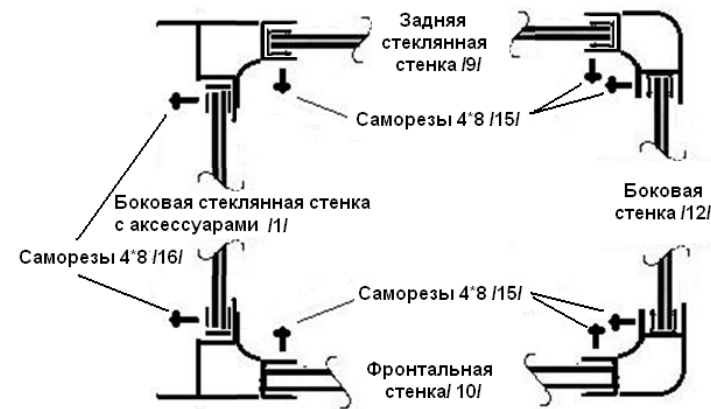 Задняя
стеклянная
стенка /9/
Саморезы 4*8 /15/
Боковая стеклянная стенка
с аксессуарами /1/
Боковая
стенка /12/
Саморезы 4*8 /16/
Саморезы 4*8 /15/
Фронтальная
стенка/ 10/